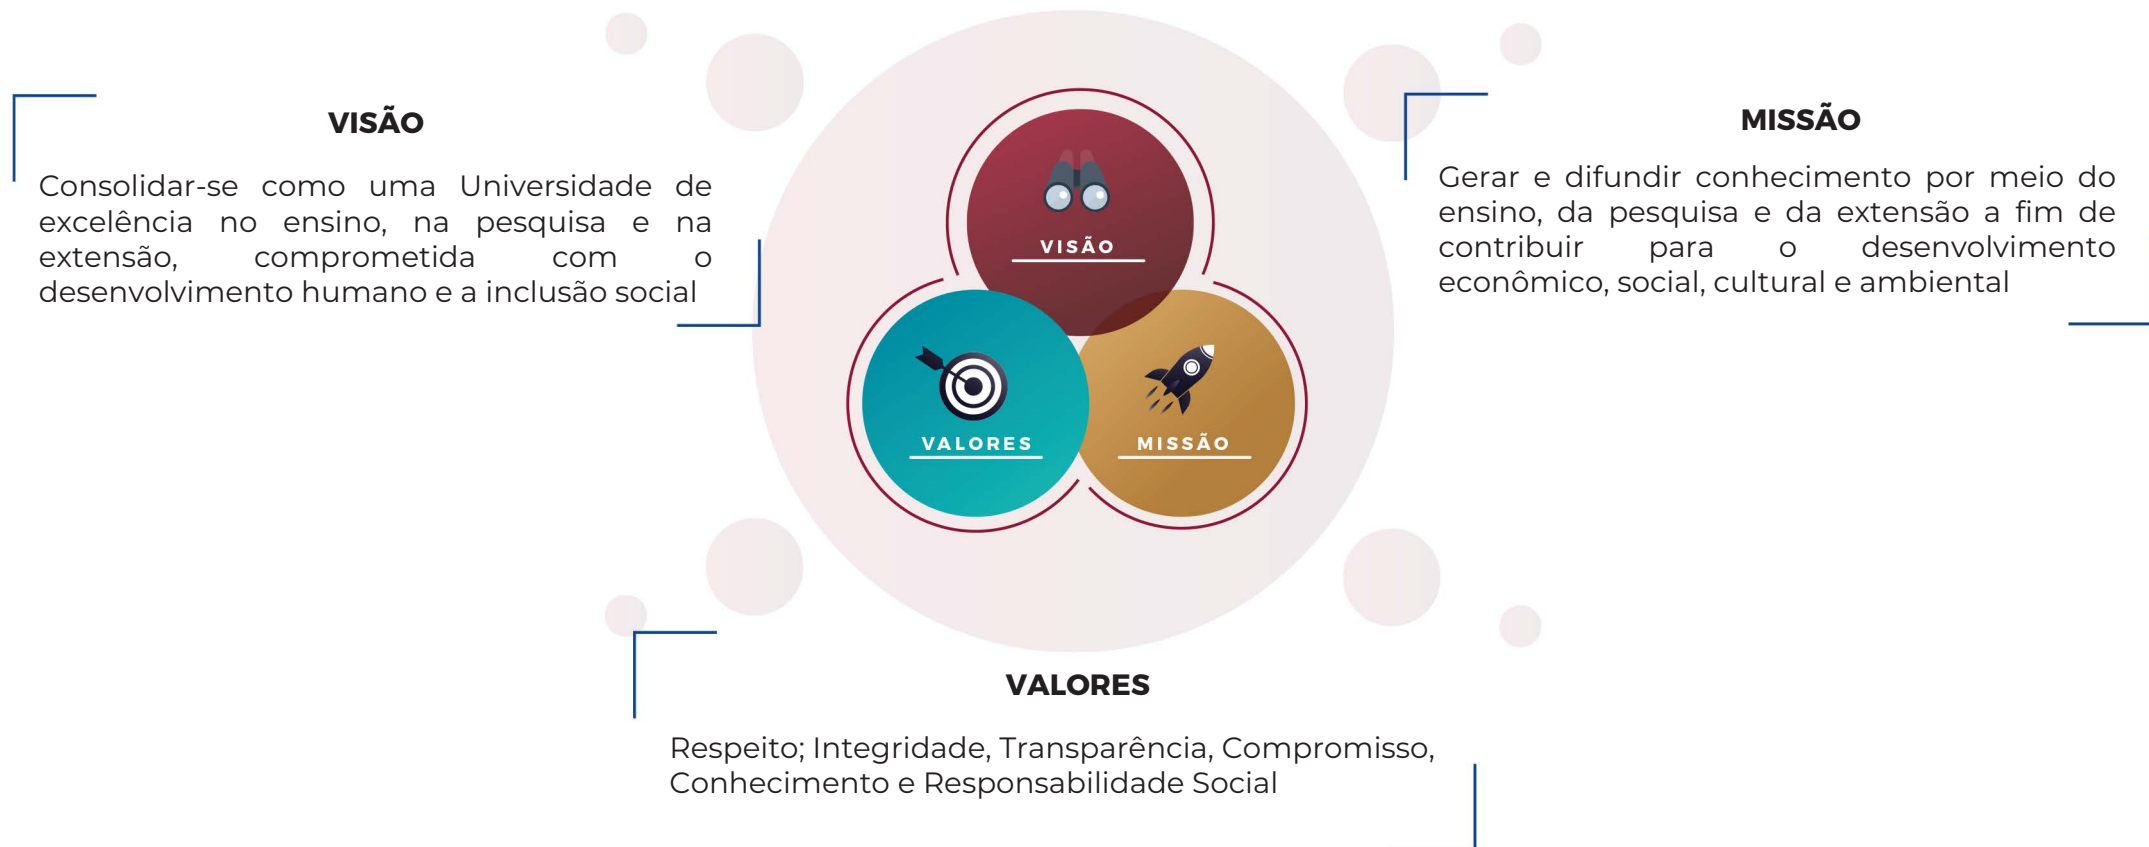 VISÃO
Consolidar-se como uma Universidade de
excelência no ensino, na pesquisa e na
extensão, comprometida com o
desenvolvimento humano e a inclusão social
VISÃO
VALORES
MISSÃO
MISSÃO
Gerar e difundir conhecimento por meio do
ensino, da pesquisa e da extensão a fim de
contribuir para o desenvolvimento
econômico, social, cultural e ambiental
VALORES
Respeito; Integridade, Transparência, Compromisso,
Conhecimento e Responsabilidade Social